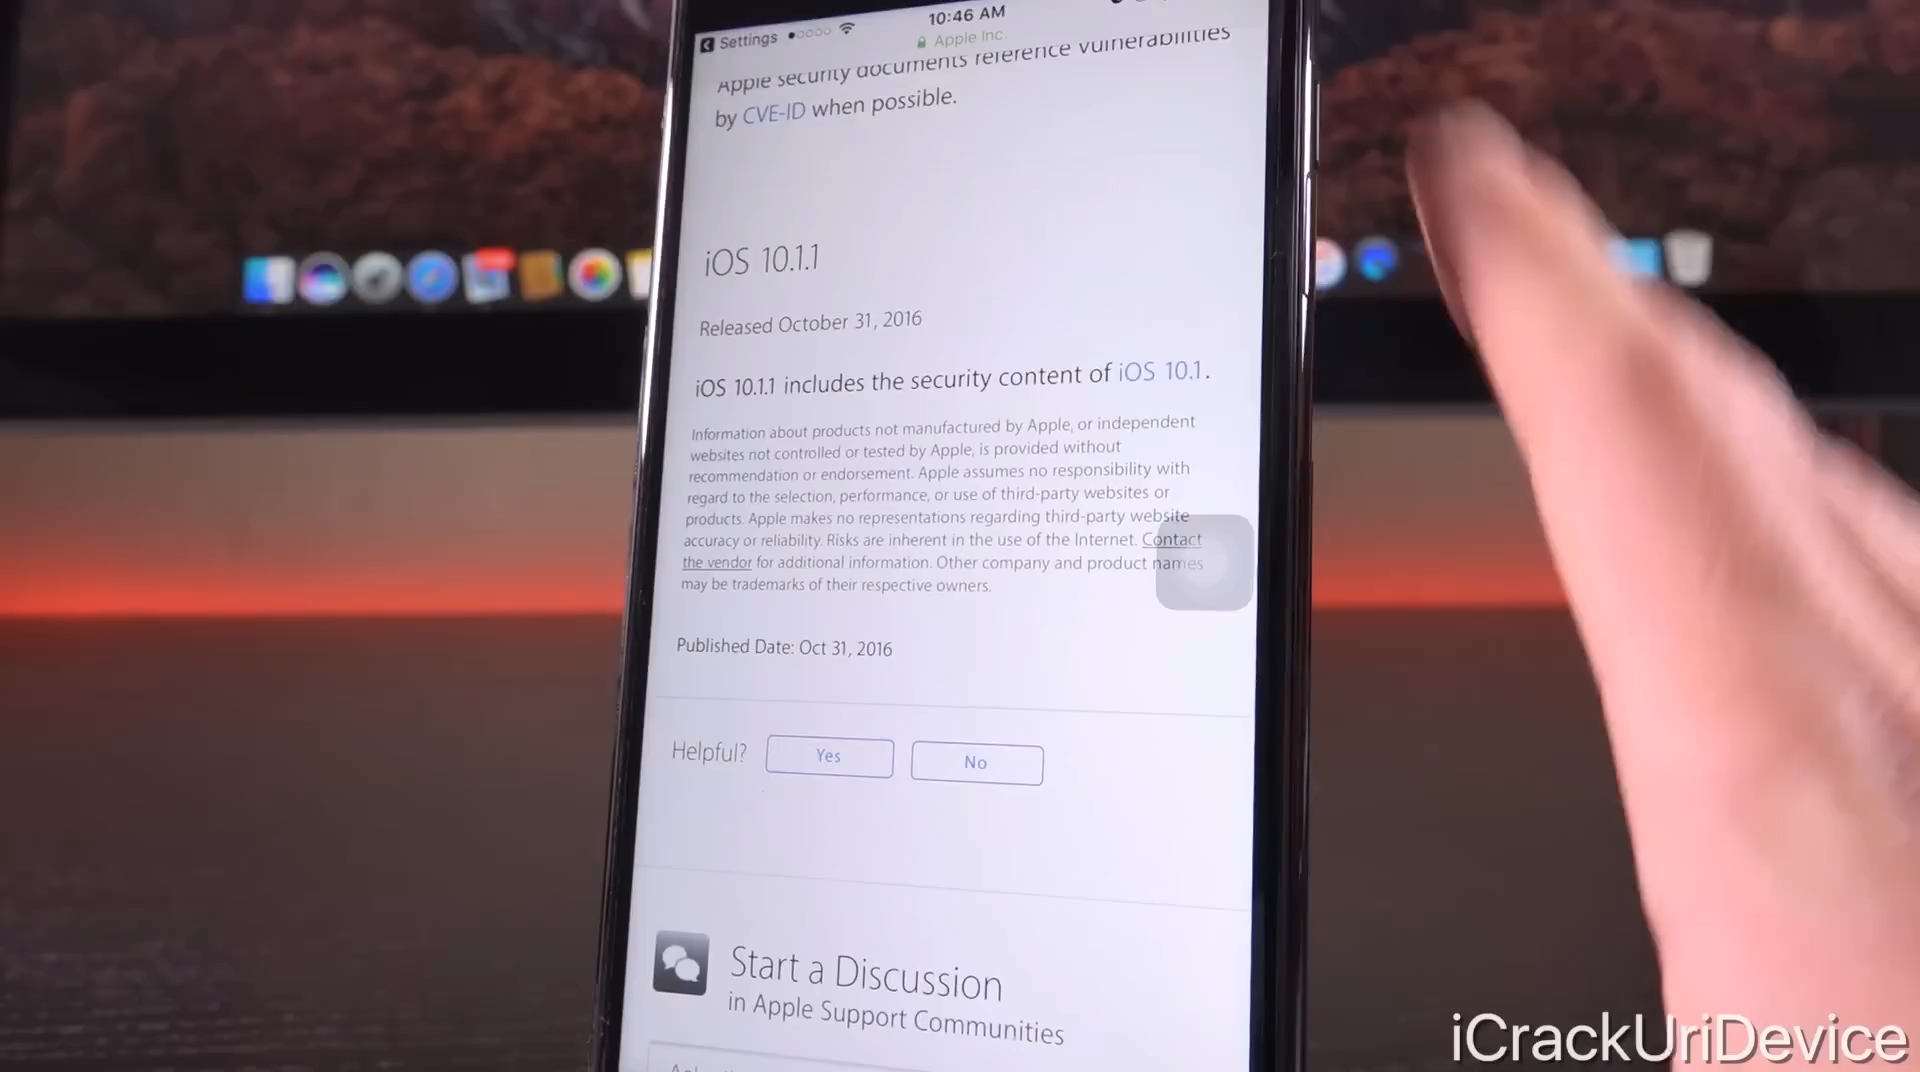 Settings
10:46 AM
Apple Inc
Apple security documents reference vulnerabilities
by CVE-ID when possible.
iOS 10.1.1
Released October 31, 2016
iOS 10.1.1 includes the security content of iOS 10.1.
Information about products not manufactured by Apple, or independent
websites not controlled or tested by Apple, is provided without
recommendation or endorsement. Apple assumes no responsibility with
regard to the selection, performance, or use of third-party websites or
products. Apple makes no representations regarding third-party website
accuracy or reliability. Risks are inherent in the use of the Internet. Contact
the vendor for additional information. Other company and product names
may be trademarks of their respective owners.
Published Date: Oct 31, 2016
Helpful?
Yes
No
Start a Discussion
in Apple Support Communities
iCrackUriDevice